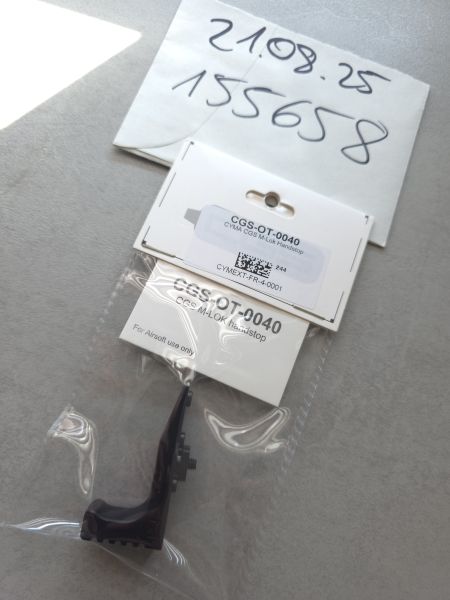 21.08.25
155658
CGS-OT-0040
CYMA CGS M-Lok Handstop
244
CYMEXT-FR-4-0001
CGS-OT-0040
CGS M-LOK handstop
For Airsoft use only